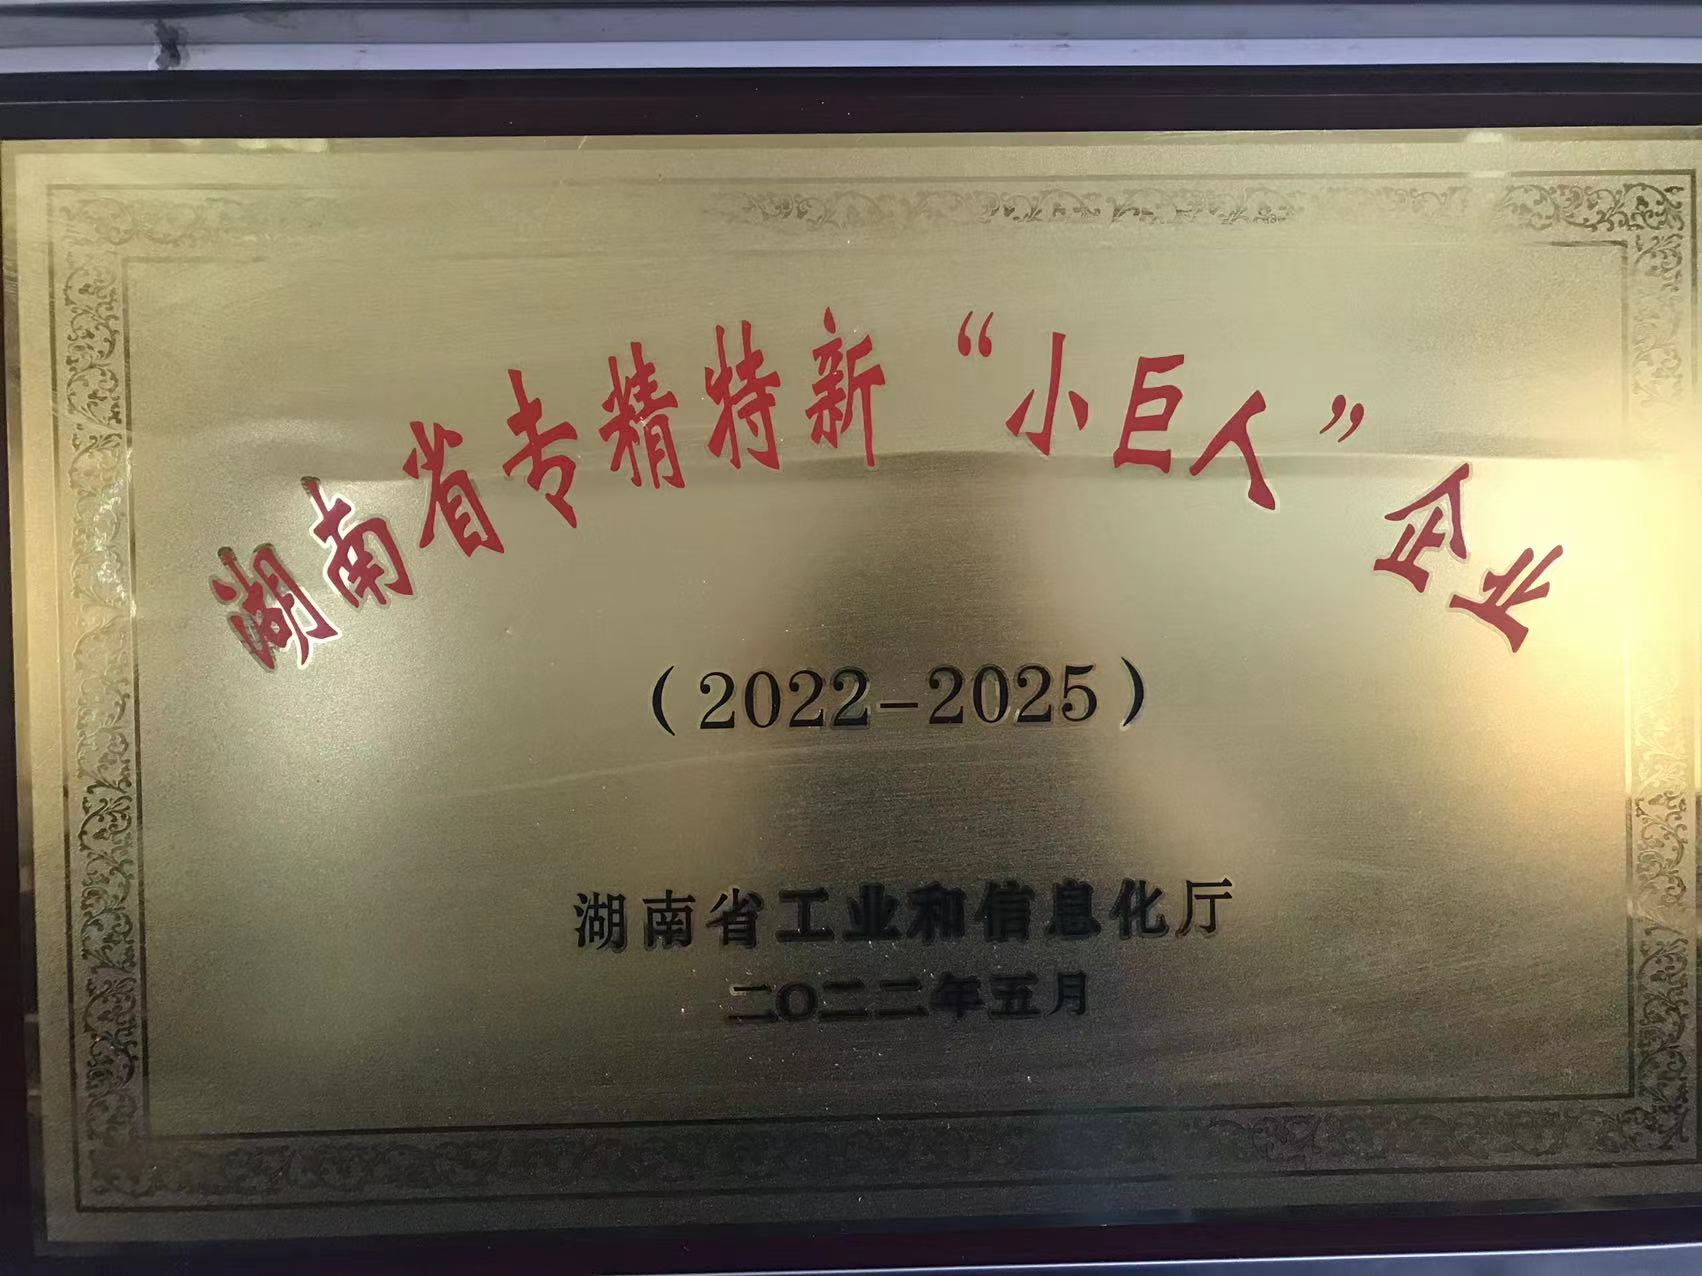 湖南省专精特新“小巨人”企业
（2022-2025）
湖南省工业和信息化厅
二〇二二年五月